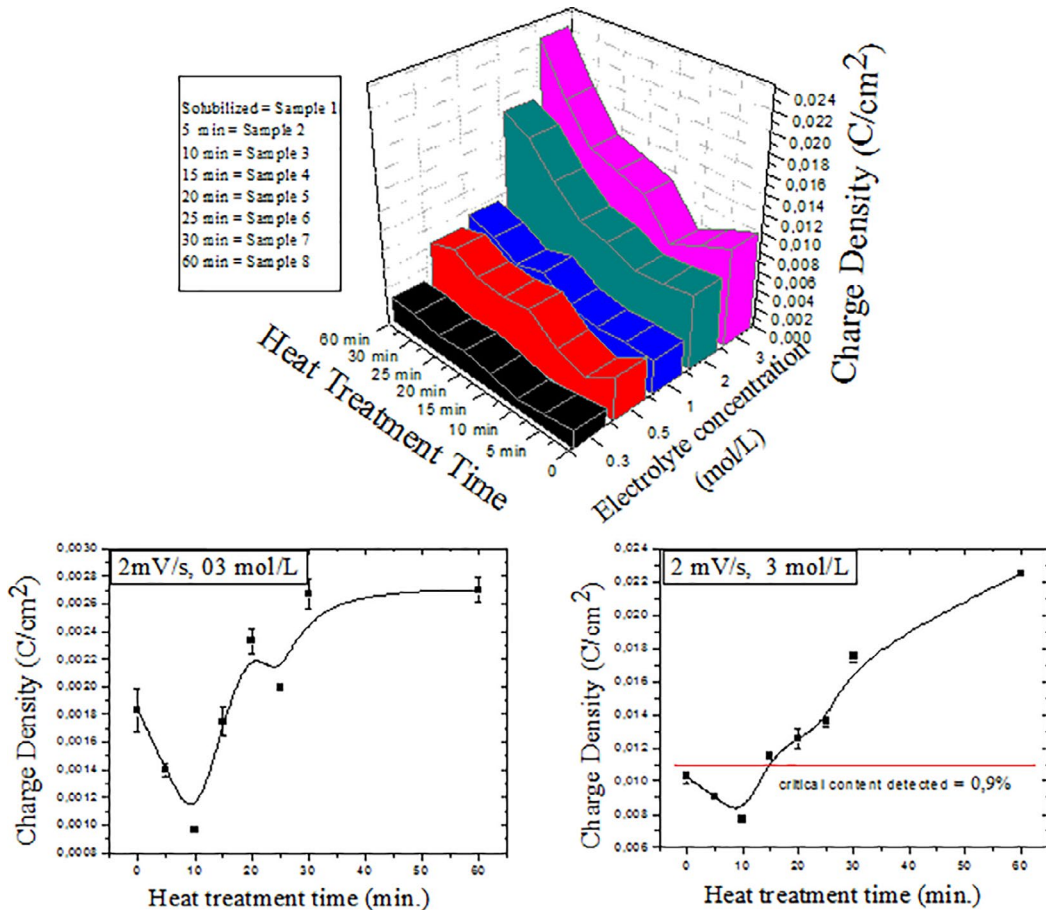 Solubilized = Sample 1
5 min = Sample 2
10 min = Sample 3
15 min = Sample 4
20 min = Sample 5
25 min = Sample 6
30 min = Sample 7
60 min = Sample 8
0,024
0,022
0,020
0,018
0,016
0,014
0,012
0,010
0,008
0,006
0,004
0,002
0,000
Charge Density (C/cm²)
60 min
30 min
25 min
20 min
15 min
10 min
5 min
0
Heat Treatment Time
0.3
0.5
1
2
3
Electrolyte concentration
(mol/L)
2mV/s, 03 mol/L
0,0030
0,0028
0,0026
0,0024
0,0022
0,0020
0,0018
0,0016
0,0014
0,0012
0,0010
0,0008
Charge Density (C/cm²)
0 10 20 30 40 50 60
Heat treatment time (min.)
2 mV/s, 3 mol/L
0,024
0,022
0,020
0,018
0,016
0,014
0,012
0,010
0,008
0,006
Charge Density (C/cm²)
critical content detected = 0,9%
0 10 20 30 40 50 60
Heat treatment time (min.)